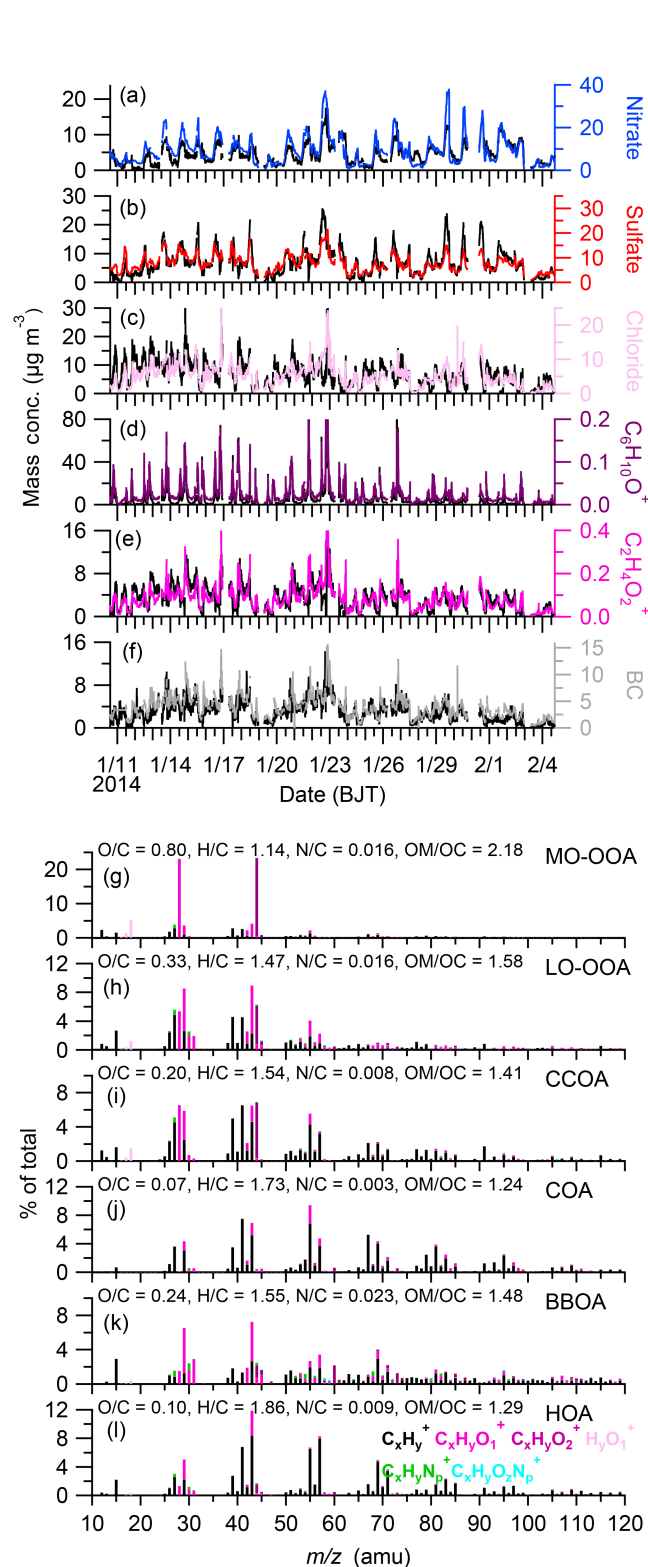 Mass conc. (µg m⁻³)
(a)
20
10
0
40
20
0
Nitrate
(b)
30
20
10
0
30
20
10
0
Sulfate
(c)
30
20
10
0
20
10
0
Chloride
(d)
80
40
0
0.2
0.1
0.0
C₆H₁₀O⁺
(e)
16
8
0
0.4
0.2
0.0
C₂H₄O₂⁺
(f)
16
8
0
15
10
5
0
BC
1/11 1/14 1/17 1/20 1/23 1/26 1/29 2/1 2/4
2014
Date (BJT)
% of total
O/C = 0.80, H/C = 1.14, N/C = 0.016, OM/OC = 2.18 MO-OOA
(g)
20
10
0
O/C = 0.33, H/C = 1.47, N/C = 0.016, OM/OC = 1.58 LO-OOA
(h)
12
8
4
0
O/C = 0.20, H/C = 1.54, N/C = 0.008, OM/OC = 1.41 CCOA
(i)
8
4
0
O/C = 0.07, H/C = 1.73, N/C = 0.003, OM/OC = 1.24 COA
(j)
12
8
4
0
O/C = 0.24, H/C = 1.55, N/C = 0.023, OM/OC = 1.48 BBOA
(k)
8
4
0
O/C = 0.10, H/C = 1.86, N/C = 0.009, OM/OC = 1.29 HOA
(l)
12
8
4
0
CₓHᵧ⁺ CₓHᵧO₁⁺ CₓHᵧO₂⁺ HᵧO₁⁺
CₓHᵧNₚ⁺ CₓHᵧO_zNₚ⁺
10 20 30 40 50 60 70 80 90 100 110 120
m/z (amu)